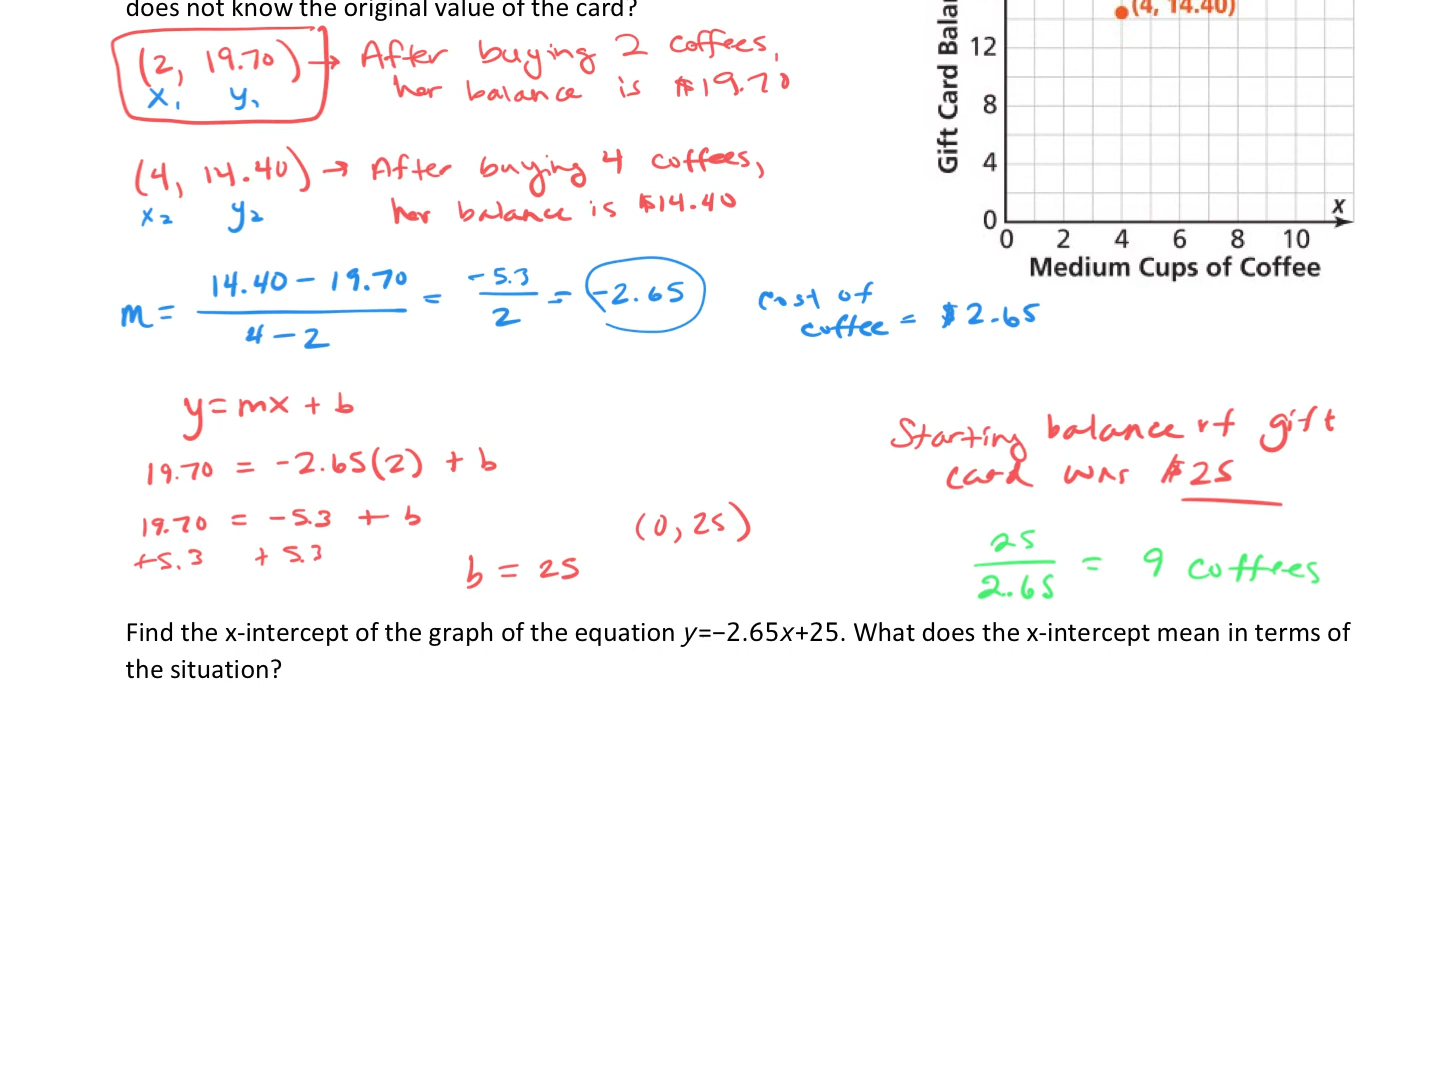 does not know the original value of the card?
(2, 19.70) → After buying 2 coffees,
x₁ y₁ her balance is $19.70
(4, 14.40) → After buying 4 coffees,
x₂ y₂ her balance is $14.40
(4, 14.40)
Gift Card Balan
12
8
4
0
x
0 2 4 6 8 10
Medium Cups of Coffee
m = 14.40 - 19.70 / 4 - 2 = -5.3 / 2 = -2.65
cost of
coffee = $2.65
y = mx + b
19.70 = -2.65(2) + b
19.70 = -5.3 + b
+5.3 +5.3
b = 25
(0, 25)
Starting balance of gift
card was $25
25 / 2.65 = 9 coffees
Find the x-intercept of the graph of the equation y=−2.65x+25. What does the x-intercept mean in terms of
the situation?